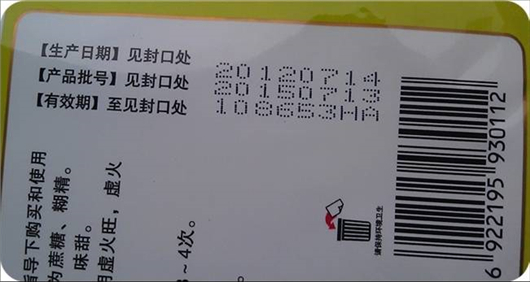 【生产日期】见封口处
【产品批号】见封口处
【有效期】至见封口处
20120714
20150713
108653HA
指导下购买和使用
为蔗糖、糊精。
味甜。
虚火旺，虚火
3～4次。
请保持环境卫生
6 922195 930112